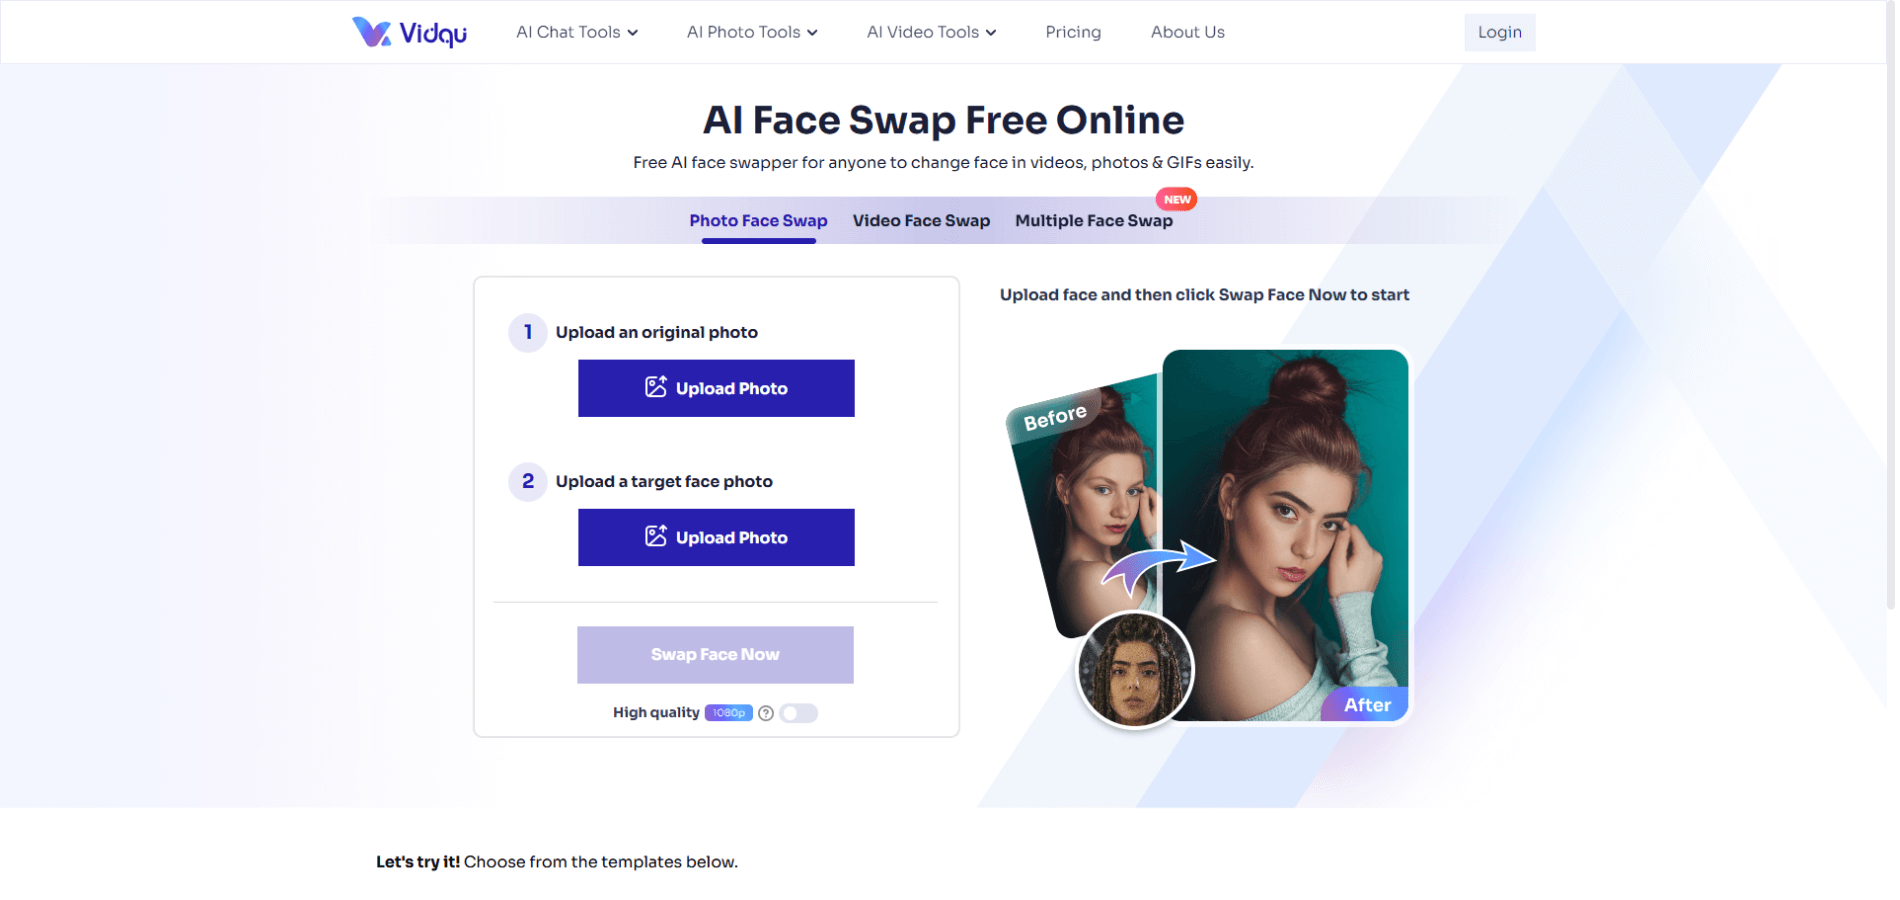 Vidqu
AI Chat Tools
AI Photo Tools
AI Video Tools
Pricing
About Us
Login
AI Face Swap Free Online
Free AI face swapper for anyone to change face in videos, photos & GIFs easily.
NEW
Photo Face Swap
Video Face Swap
Multiple Face Swap
1
Upload an original photo
Upload Photo
2
Upload a target face photo
Upload Photo
Swap Face Now
High quality 1080p ?
Upload face and then click Swap Face Now to start
Before
After
Let's try it! Choose from the templates below.